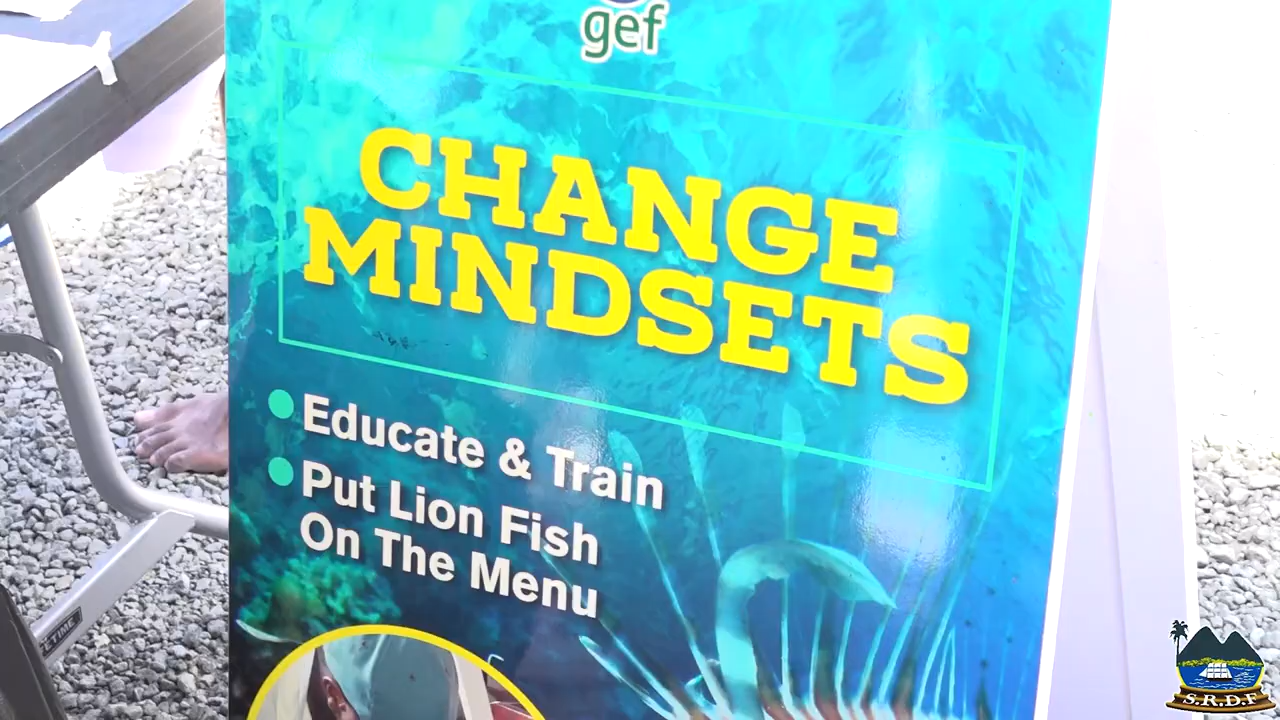 gef
CHANGE
MINDSETS
Educate & Train
Put Lion Fish
On The Menu
S.R.D.F